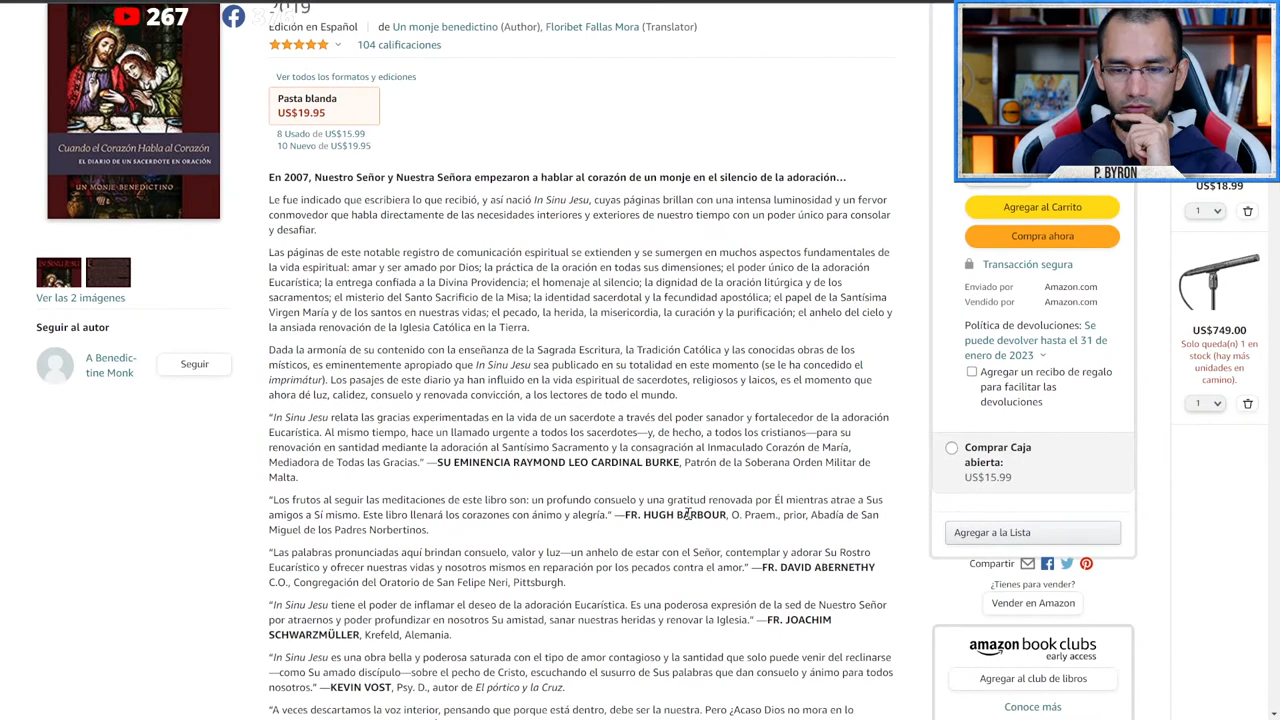 267
2019
Edición en Español | de Un monje benedictino (Author), Floribet Fallas Mora (Translator)
104 calificaciones
Ver todos los formatos y ediciones
Pasta blanda
US$19.95
8 Usado de US$15.99
10 Nuevo de US$19.95
En 2007, Nuestro Señor y Nuestra Señora empezaron a hablar al corazón de un monje en el silencio de la adoración…
Le fue indicado que escribiera lo que recibió, y así nació In Sinu Jesu, cuyas páginas brillan con una intensa luminosidad y un fervor
conmovedor que habla directamente de las necesidades interiores y exteriores de nuestro tiempo con un poder único para consolar
y desafiar.
Las páginas de este notable registro de comunicación espiritual se extienden y se sumergen en muchos aspectos fundamentales de
la vida espiritual: amar y ser amado por Dios; la práctica de la oración en todas sus dimensiones; el poder único de la adoración
Eucarística; la entrega confiada a la Divina Providencia; el homenaje al silencio; la dignidad de la oración litúrgica y de los
sacramentos; el misterio del Santo Sacrificio de la Misa; la identidad sacerdotal y la fecundidad apostólica; el papel de la Santísima
Virgen María y de los santos en nuestras vidas; el pecado, la herida, la misericordia, la curación y la purificación; el anhelo del cielo y
la ansiada renovación de la Iglesia Católica en la Tierra.
Dada la armonía de su contenido con la enseñanza de la Sagrada Escritura, la Tradición Católica y las conocidas obras de los
místicos, es eminentemente apropiado que In Sinu Jesu sea publicado en su totalidad en este momento (se le ha concedido el
imprimátur). Los pasajes de este diario ya han influido en la vida espiritual de sacerdotes, religiosos y laicos, es el momento que
ahora dé luz, calidez, consuelo y renovada convicción, a los lectores de todo el mundo.
“In Sinu Jesu relata las gracias experimentadas en la vida de un sacerdote a través del poder sanador y fortalecedor de la adoración
Eucarística. Al mismo tiempo, hace un llamado urgente a todos los sacerdotes—y, de hecho, a todos los cristianos—para su
renovación en santidad mediante la adoración al Santísimo Sacramento y la consagración al Inmaculado Corazón de María,
Mediadora de Todas las Gracias.” —SU EMINENCIA RAYMOND LEO CARDINAL BURKE, Patrón de la Soberana Orden Militar de
Malta.
“Los frutos al seguir las meditaciones de este libro son: un profundo consuelo y una gratitud renovada por Él mientras atrae a Sus
amigos a Sí mismo. Este libro llenará los corazones con ánimo y alegría.“ —FR. HUGH BARBOUR, O. Praem., prior, Abadía de San
Miguel de los Padres Norbertinos.
“Las palabras pronunciadas aquí brindan consuelo, valor y luz—un anhelo de estar con el Señor, contemplar y adorar Su Rostro
Eucarístico y ofrecer nuestras vidas y nosotros mismos en reparación por los pecados contra el amor.” —FR. DAVID ABERNETHY
C.O., Congregación del Oratorio de San Felipe Neri, Pittsburgh.
“In Sinu Jesu tiene el poder de inflamar el deseo de la adoración Eucarística. Es una poderosa expresión de la sed de Nuestro Señor
por atraernos y poder profundizar en nosotros Su amistad, sanar nuestras heridas y renovar la Iglesia.” —FR. JOACHIM
SCHWARZMÜLLER, Krefeld, Alemania.
“In Sinu Jesu es una obra bella y poderosa saturada con el tipo de amor contagioso y la santidad que solo puede venir del reclinarse
—como Su amado discípulo—sobre el pecho de Cristo, escuchando el susurro de Sus palabras que dan consuelo y ánimo para todos
nosotros.” —KEVIN VOST, Psy. D., autor de El pórtico y la Cruz.
“A veces descartamos la voz interior, pensando que porque está dentro, debe ser la nuestra. Pero ¿Acaso Dios no mora en lo
Cuando el Corazón Habla al Corazón
EL DIARIO DE UN SACERDOTE EN ORACIÓN
UN MONJE BENEDICTINO
Ver las 2 imágenes
Seguir al autor
A Benedic-
tine Monk
Seguir
P. BYRON
Agregar al Carrito
Compra ahora
Transacción segura
Enviado por Amazon.com
Vendido por Amazon.com
Política de devoluciones: Se
puede devolver hasta el 31 de
enero de 2023
Agregar un recibo de regalo
para facilitar las
devoluciones
Comprar Caja
abierta:
US$15.99
Agregar a la Lista
Compartir
¿Tienes para vender?
Vender en Amazon
amazon book clubs
early access
Agregar al club de libros
Conoce más
US$18.99
1
US$749.00
Solo queda(n) 1 en
stock (hay más
unidades en
camino).
1